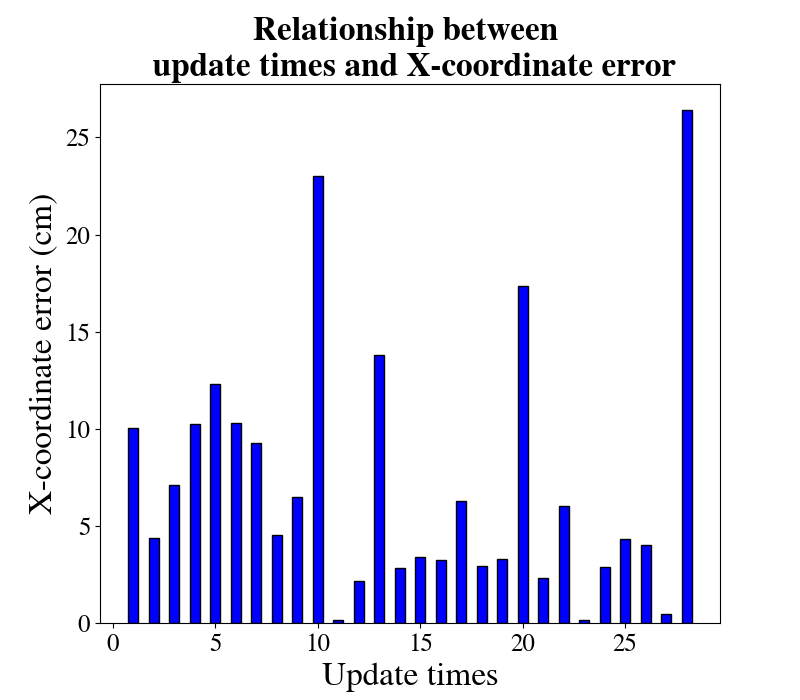 Relationship between
update times and X-coordinate error
X-coordinate error (cm)
25
20
15
10
5
0
0 5 10 15 20 25
Update times